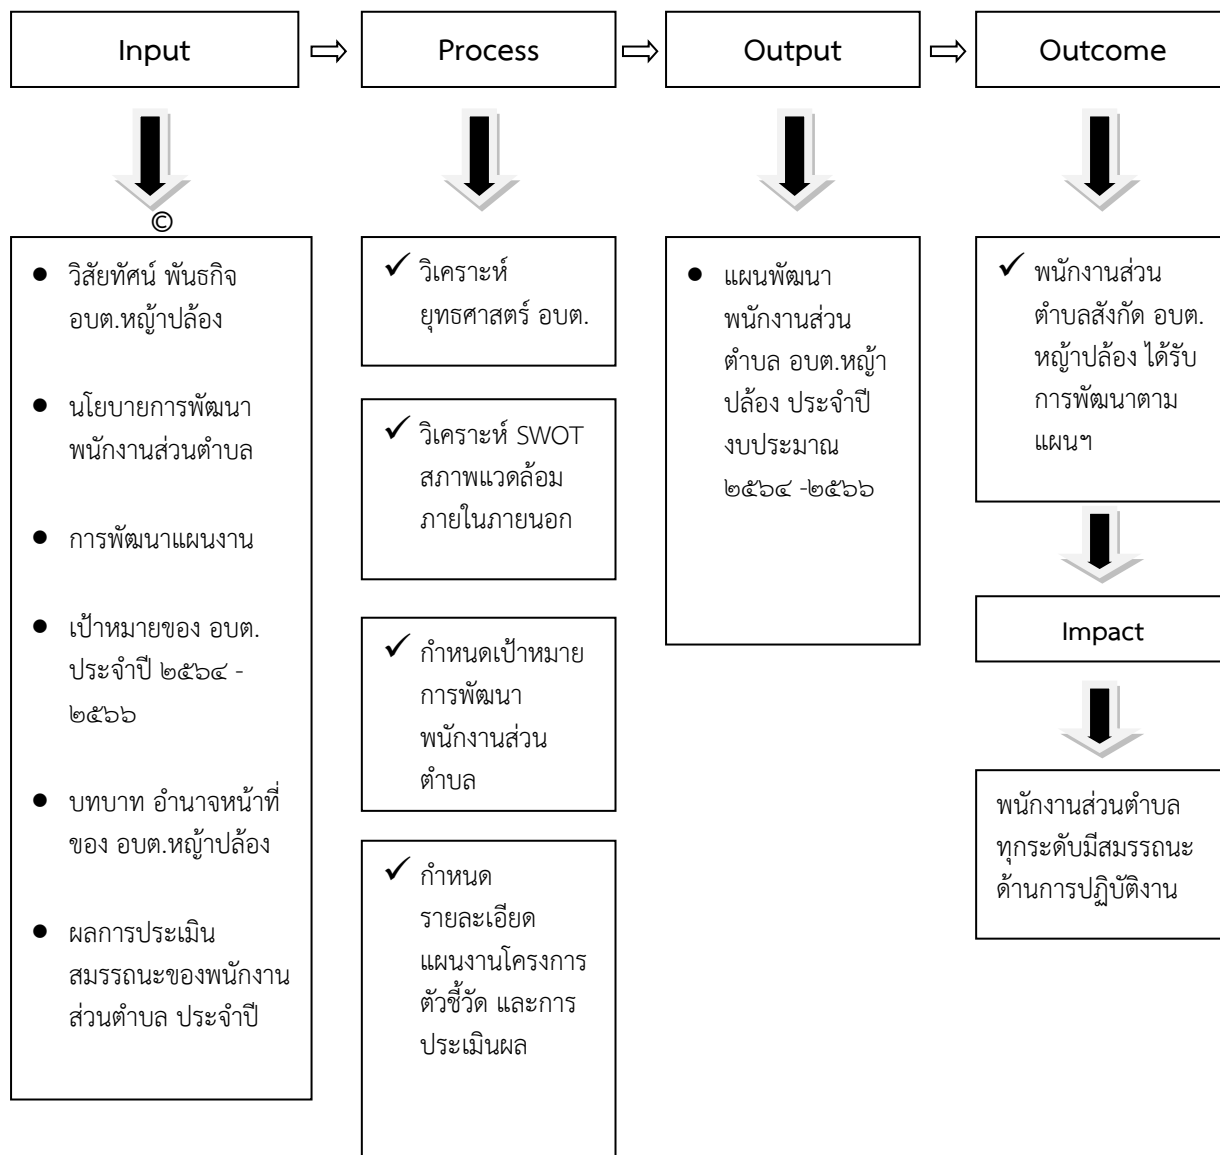 Input
Process
Output
Outcome
©
วิสัยทัศน์ พันธกิจ
อบต.หญ้าปล้อง
นโยบายการพัฒนา
พนักงานส่วนตำบล
การพัฒนาแผนงาน
เป้าหมายของ อบต.
ประจำปี ๒๕๖๔ -
๒๕๖๖
บทบาท อำนาจหน้าที่
ของ อบต.หญ้าปล้อง
ผลการประเมิน
สมรรถนะของพนักงาน
ส่วนตำบล ประจำปี
วิเคราะห์
ยุทธศาสตร์ อบต.
วิเคราะห์ SWOT
สภาพแวดล้อม
ภายในภายนอก
กำหนดเป้าหมาย
การพัฒนา
พนักงานส่วน
ตำบล
กำหนด
รายละเอียด
แผนงานโครงการ
ตัวชี้วัด และการ
ประเมินผล
แผนพัฒนา
พนักงานส่วน
ตำบล อบต.หญ้า
ปล้อง ประจำปี
งบประมาณ
๒๕๖๔ -๒๕๖๖
พนักงานส่วน
ตำบลสังกัด อบต.
หญ้าปล้อง ได้รับ
การพัฒนาตาม
แผนฯ
Impact
พนักงานส่วนตำบล
ทุกระดับมีสมรรถนะ
ด้านการปฏิบัติงาน